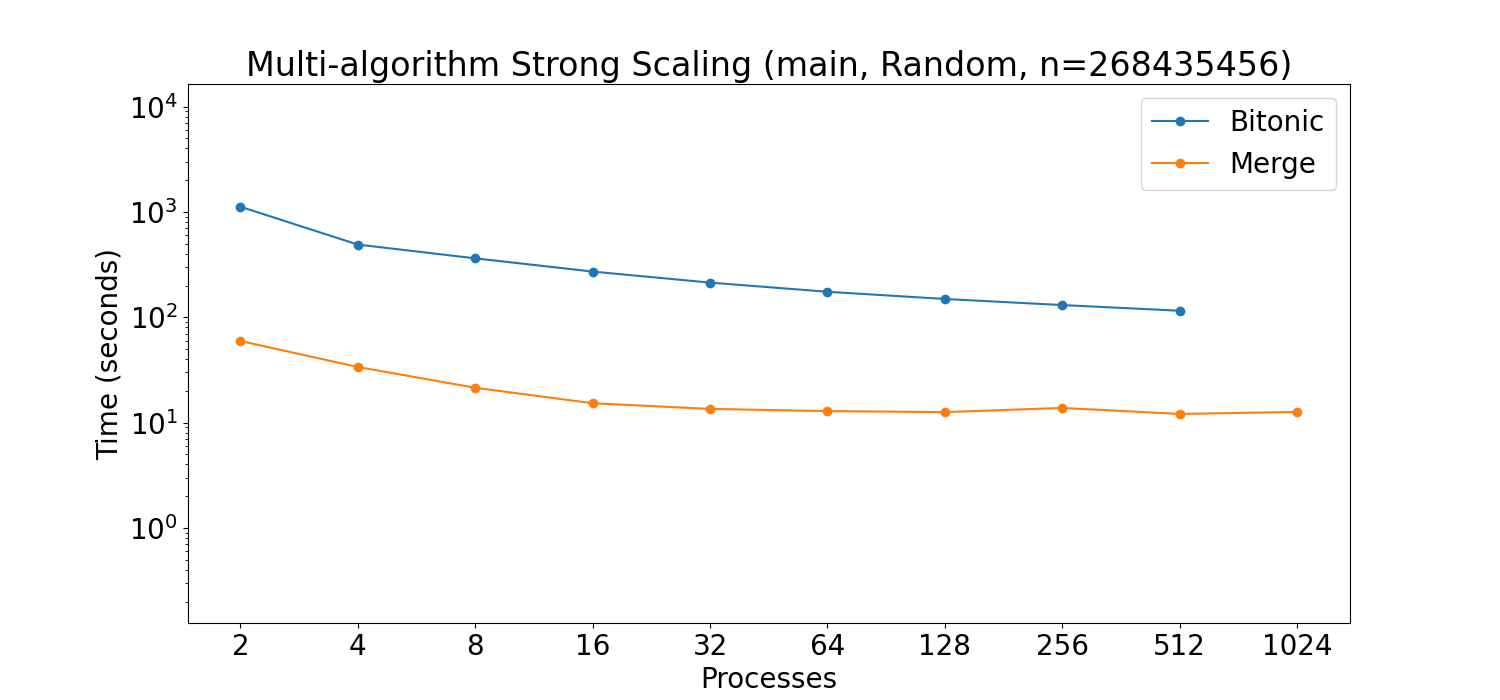 Multi-algorithm Strong Scaling (main, Random, n=268435456)
Bitonic
Merge
Time (seconds)
10⁴
10³
10²
10¹
10⁰
2 4 8 16 32 64 128 256 512 1024
Processes